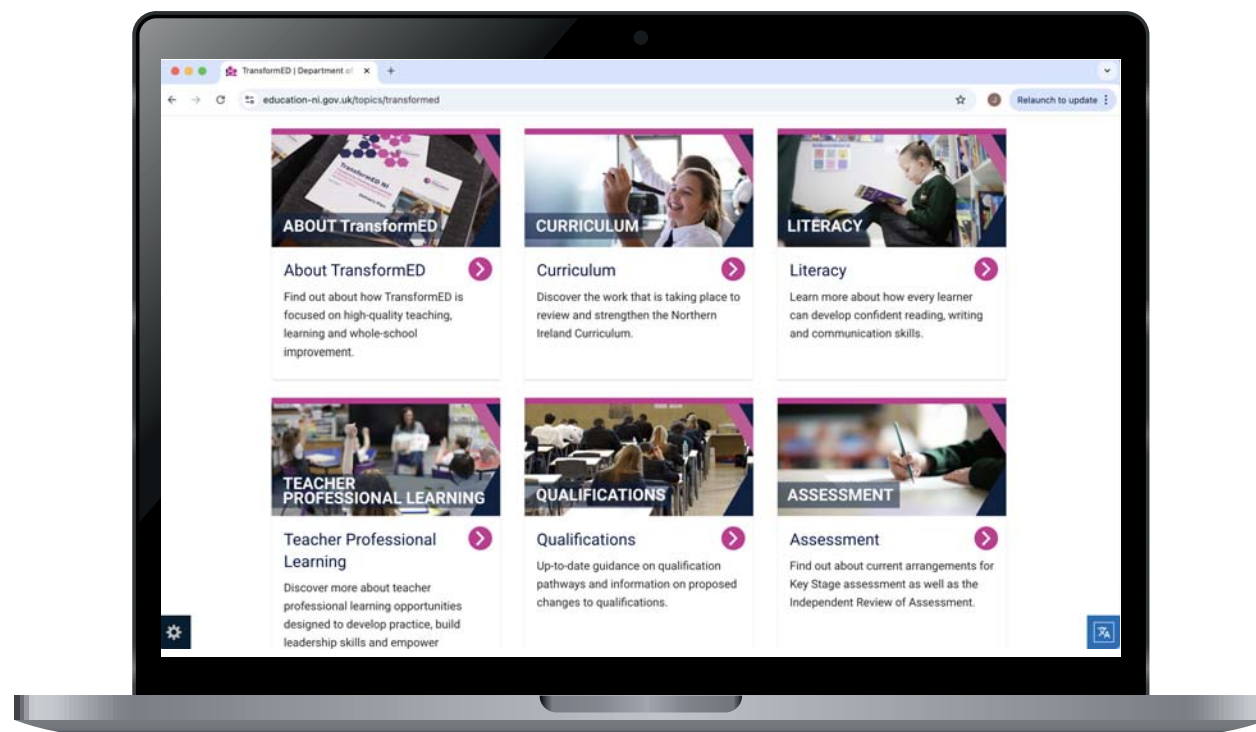 TransformED | Department of
education-ni.gov.uk/topics/transformed
Relaunch to update
TransformED NI
ABOUT TransformED
CURRICULUM
LITERACY
About TransformED
Find out about how TransformED is
focused on high-quality teaching,
learning and whole-school
improvement.
Curriculum
Discover the work that is taking place to
review and strengthen the Northern
Ireland Curriculum.
Literacy
Learn more about how every learner
can develop confident reading, writing
and communication skills.
TEACHER
PROFESSIONAL LEARNING
QUALIFICATIONS
ASSESSMENT
Teacher Professional
Learning
Discover more about teacher
professional learning opportunities
designed to develop practice, build
leadership skills and empower
Qualifications
Up-to-date guidance on qualification
pathways and information on proposed
changes to qualifications.
Assessment
Find out about current arrangements for
Key Stage assessment as well as the
Independent Review of Assessment.